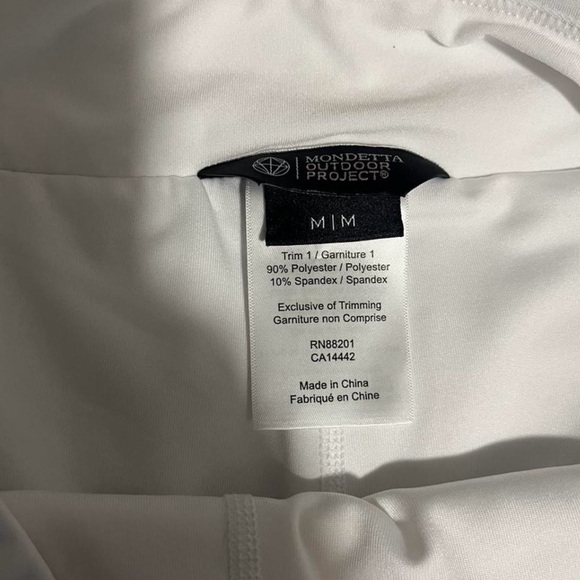 MONDETTA
OUTDOOR
PROJECT®
M|M
Trim 1 / Garniture 1
90% Polyester / Polyester
10% Spandex / Spandex
Exclusive of Trimming
Garniture non Comprise
RN88201
CA14442
Made in China
Fabriqué en Chine